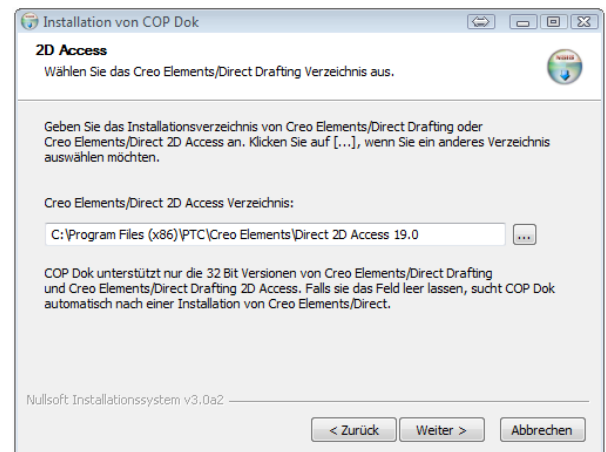 Installation von COP Dok
2D Access
Wählen Sie das Creo Elements/Direct Drafting Verzeichnis aus.
Geben Sie das Installationsverzeichnis von Creo Elements/Direct Drafting oder
Creo Elements/Direct 2D Access an. Klicken Sie auf [...], wenn Sie ein anderes Verzeichnis
auswählen möchten.
Creo Elements/Direct 2D Access Verzeichnis:
C:\Program Files (x86)\PTC\Creo Elements\Direct 2D Access 19.0
...
COP Dok unterstützt nur die 32 Bit Versionen von Creo Elements/Direct Drafting
und Creo Elements/Direct Drafting 2D Access. Falls sie das Feld leer lassen, sucht COP Dok
automatisch nach einer Installation von Creo Elements/Direct.
Nullsoft Installationssystem v3.0a2
< Zurück
Weiter >
Abbrechen